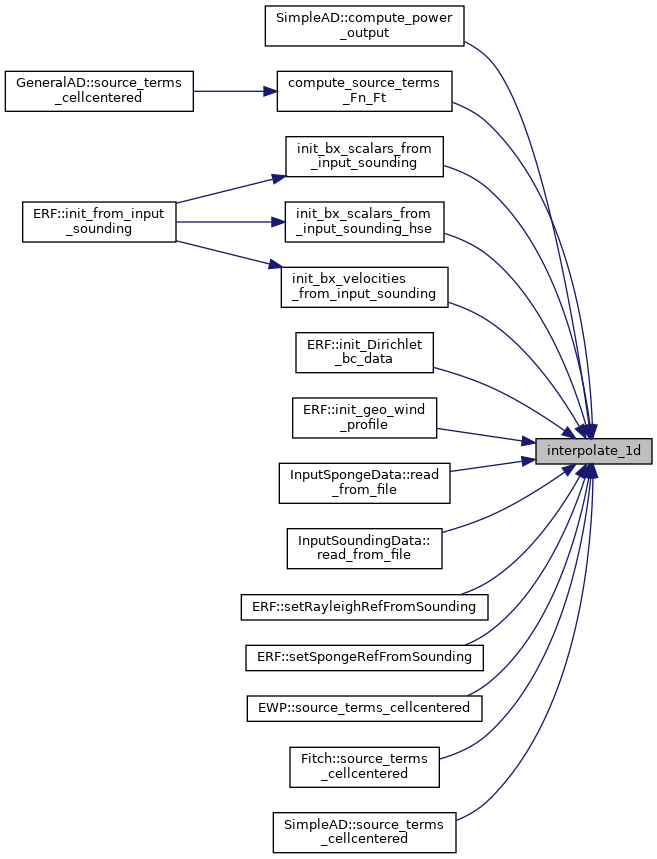 SimpleAD::compute_power
_output
GeneralAD::source_terms
_cellcentered
compute_source_terms
_Fn_Ft
init_bx_scalars_from
_input_sounding
ERF::init_from_input
_sounding
init_bx_scalars_from
_input_sounding_hse
init_bx_velocities
_from_input_sounding
ERF::init_Dirichlet
_bc_data
ERF::init_geo_wind
_profile
interpolate_1d
InputSpongeData::read
_from_file
InputSoundingData::
read_from_file
ERF::setRayleighRefFromSounding
ERF::setSpongeRefFromSounding
EWP::source_terms_cellcentered
Fitch::source_terms
_cellcentered
SimpleAD::source_terms
_cellcentered